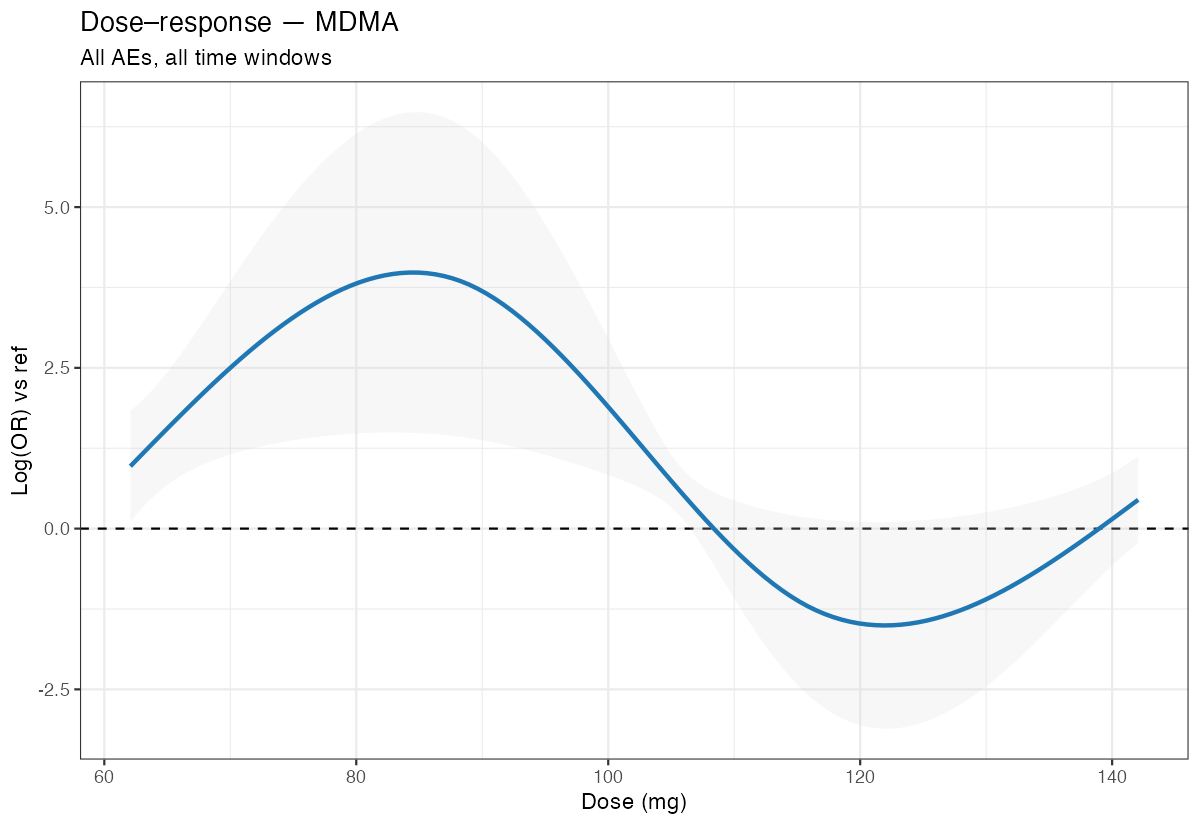 Dose–response — MDMA
All AEs, all time windows
Log(OR) vs ref
5.0
2.5
0.0
-2.5
60 80 100 120 140
Dose (mg)